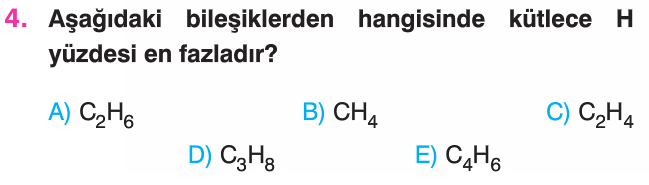 4. Aşağıdaki bileşiklerden hangisinde kütlece H
yüzdesi en fazladır?
A) C₂H₆ B) CH₄ C) C₂H₄
D) C₃H₈ E) C₄H₆